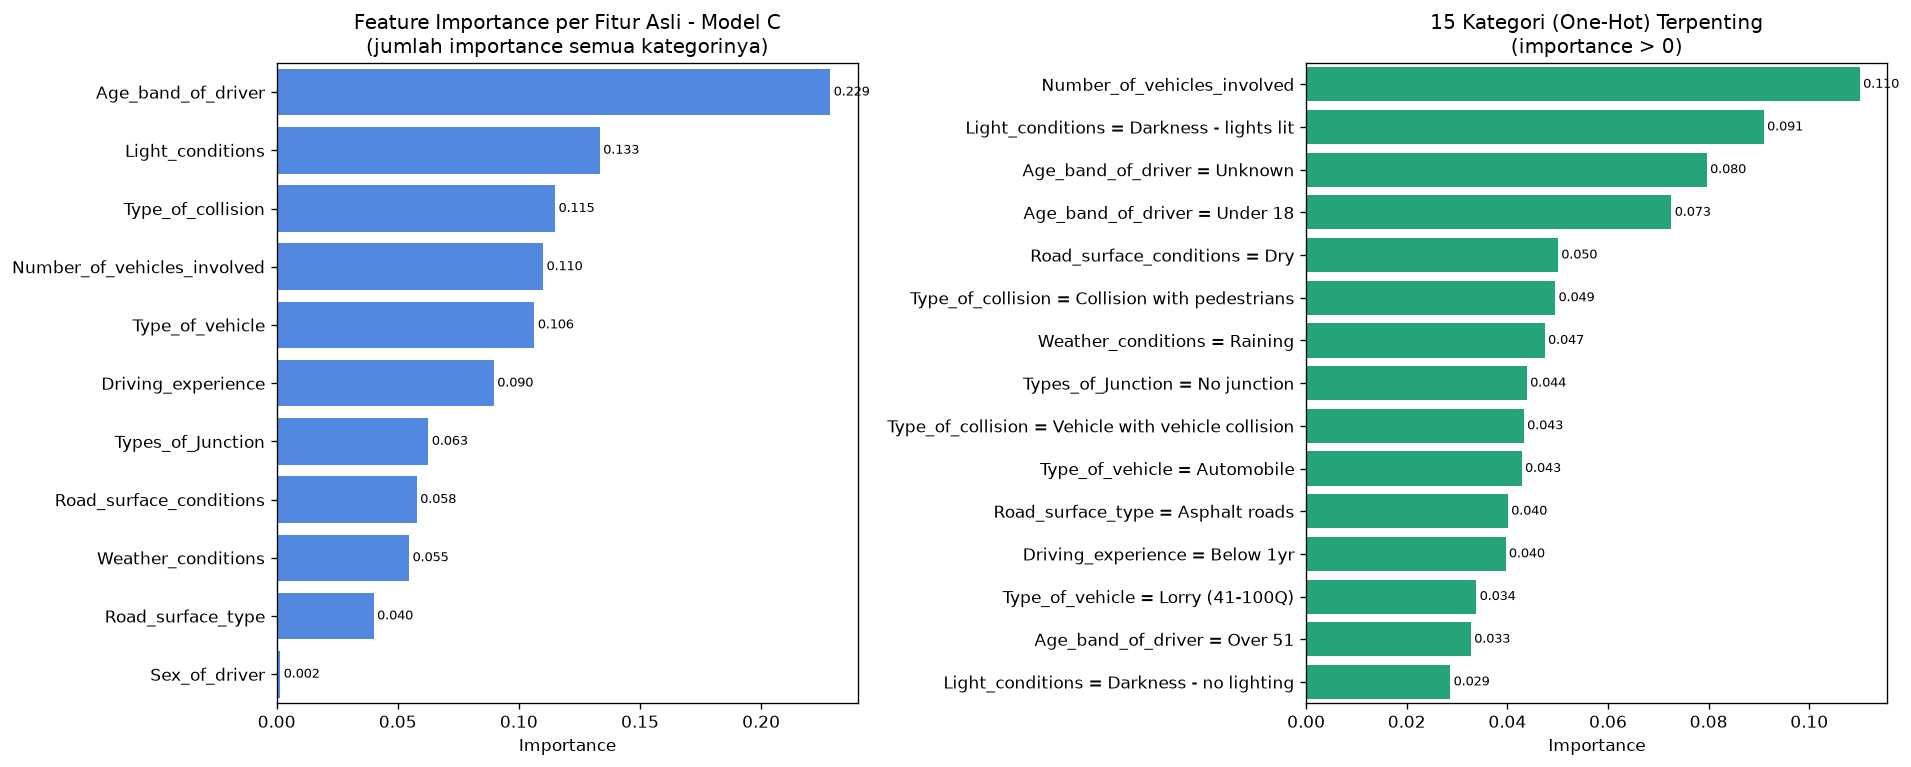 Feature Importance per Fitur Asli - Model C
(jumlah importance semua kategorinya)
Age_band_of_driver 0.229
Light_conditions 0.133
Type_of_collision 0.115
Number_of_vehicles_involved 0.110
Type_of_vehicle 0.106
Driving_experience 0.090
Types_of_Junction 0.063
Road_surface_conditions 0.058
Weather_conditions 0.055
Road_surface_type 0.040
Sex_of_driver 0.002
0.00 0.05 0.10 0.15 0.20
Importance
15 Kategori (One-Hot) Terpenting
(importance > 0)
Number_of_vehicles_involved 0.110
Light_conditions = Darkness - lights lit 0.091
Age_band_of_driver = Unknown 0.080
Age_band_of_driver = Under 18 0.073
Road_surface_conditions = Dry 0.050
Type_of_collision = Collision with pedestrians 0.049
Weather_conditions = Raining 0.047
Types_of_Junction = No junction 0.044
Type_of_collision = Vehicle with vehicle collision 0.043
Type_of_vehicle = Automobile 0.043
Road_surface_type = Asphalt roads 0.040
Driving_experience = Below 1yr 0.040
Type_of_vehicle = Lorry (41-100Q) 0.034
Age_band_of_driver = Over 51 0.033
Light_conditions = Darkness - no lighting 0.029
0.00 0.02 0.04 0.06 0.08 0.10
Importance